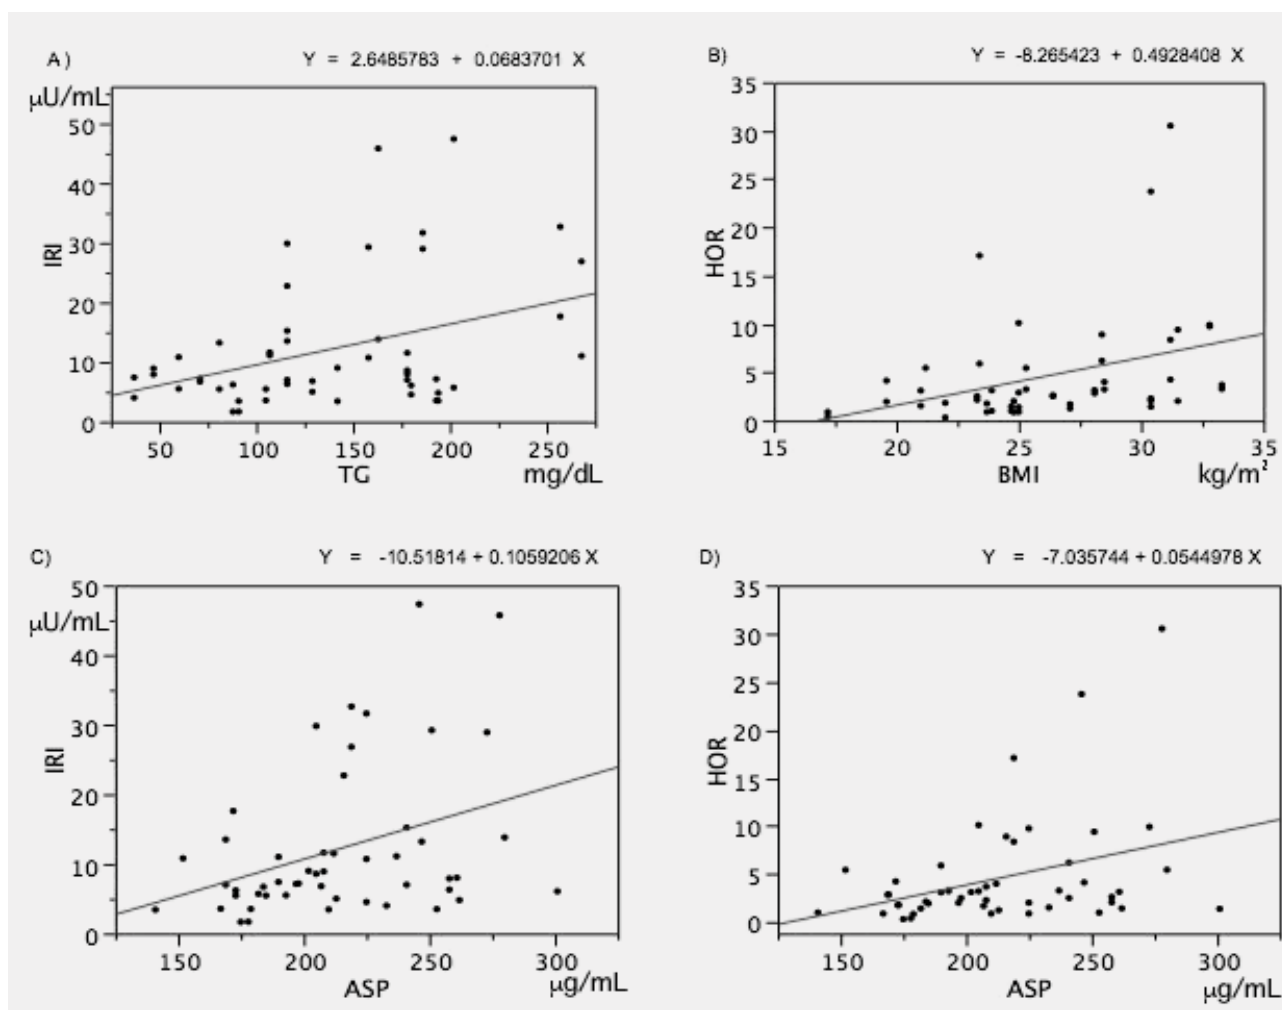 A)
Y = 2.6485783 + 0.0683701 X
μU/mL
50
40
30
20
10
0
IRI
50 100 150 200 250
TG mg/dL
B)
Y = -8.265423 + 0.4928408 X
35
30
25
20
15
10
5
0
HOR
15 20 25 30 35
BMI kg/m²
C)
Y = -10.51814 + 0.1059206 X
50
μU/mL
40
30
20
10
0
IRI
150 200 250 300
ASP μg/mL
D)
Y = -7.035744 + 0.0544978 X
35
30
25
20
15
10
5
0
HOR
150 200 250 300
ASP μg/mL